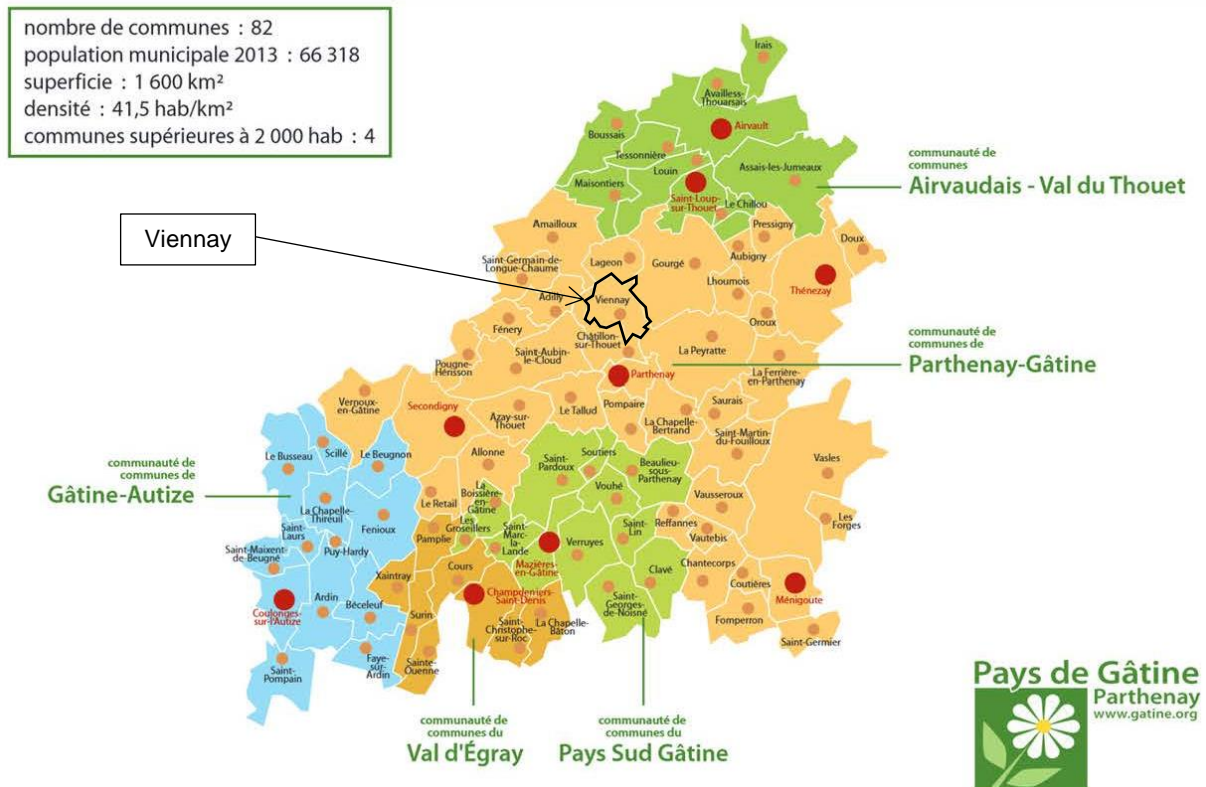 nombre de communes : 82
population municipale 2013 : 66 318
superficie : 1 600 km²
densité : 41,5 hab/km²
communes supérieures à 2 000 hab : 4
Viennay
Irais
Availless-
Thouarsais
Airvault
Boussais
Tessonnière
Louin
Assais-les-Jumeaux
Maisontiers
Saint-Loup-
sur-Thouet
Le Chillou
communauté de
communes
Airvaudais - Val du Thouet
Amailloux
Pressigny
Doux
Saint-Germain-de-
Longue-Chaume
Lageon
Gourgé
Aubigny
Lhoumois
Thénezay
Adilly
Viennay
Oroux
Fénery
Châtillon-
sur-Thouet
La Peyratte
Saint-Aubin-
le-Cloud
Pougne-
Hérisson
Parthenay
La Ferrière-
en-Parthenay
communauté de
communes de
Parthenay-Gâtine
Vernoux-
en-Gâtine
Secondigny
Azay-sur-
Thouet
Le Tallud
Pompaire
La Chapelle-
Bertrand
Saurais
Saint-Martin-
du-Fouilloux
Le Busseau
Scillé
Le Beugnon
Allonne
Saint-
Pardoux
Soutiers
Beaulieu-
sous-
Parthenay
Vasles
communauté de
communes de
Gâtine-Autize
La Chapelle-
Thireuil
Fenioux
Le Retail
La
Boissière-
en-
Gâtine
Vouhé
Vausseroux
Les
Forges
Saint-
Laurs
Puy-Hardy
Saint-Maixent-
de-Beugné
Pamplie
Les
Groseillers
Saint-
Marc-
la-
Lande
Mazières-
en-Gâtine
Verruyes
Saint-
Lin
Reffannes
Vautebis
Xaintray
Cours
Clavé
Chantecorps
Coutières
Ménigoute
Coulonges-
sur-l'Autize
Ardin
Béceleuf
Surin
Champdeniers-
Saint-Denis
Saint-
Christophe-
sur-Roc
La Chapelle-
Bâton
Saint-
Georges-
de-Noisné
Fomperron
Saint-Germier
Saint-
Pompain
Faye-
sur-
Ardin
Sainte-
Ouenne
communauté de
communes du
Val d'Égray
communauté de
communes du
Pays Sud Gâtine
Pays de Gâtine
Parthenay
www.gatine.org